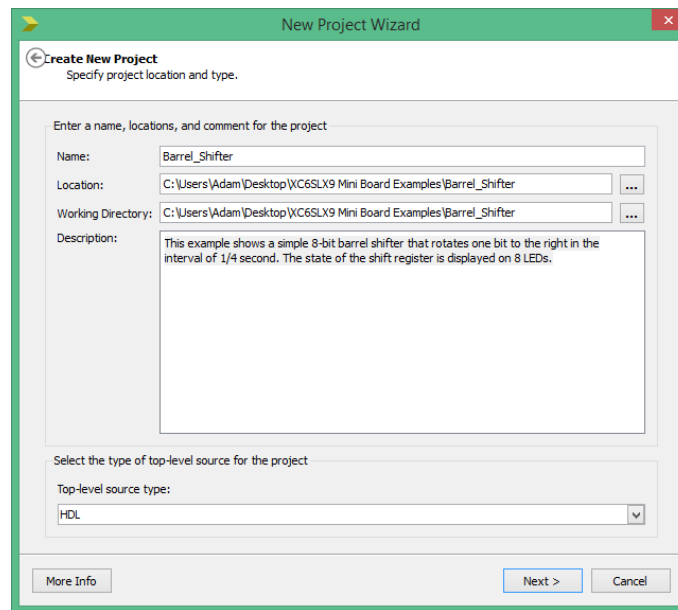 New Project Wizard
Create New Project
Specify project location and type.
Enter a name, locations, and comment for the project
Name:
Barrel_Shifter
Location:
C:\Users\Adam\Desktop\XC6SLX9 Mini Board Examples\Barrel_Shifter
...
Working Directory:
C:\Users\Adam\Desktop\XC6SLX9 Mini Board Examples\Barrel_Shifter
...
Description:
This example shows a simple 8-bit barrel shifter that rotates one bit to the right in the
interval of 1/4 second. The state of the shift register is displayed on 8 LEDs.
Select the type of top-level source for the project
Top-level source type:
HDL
More Info
Next >
Cancel